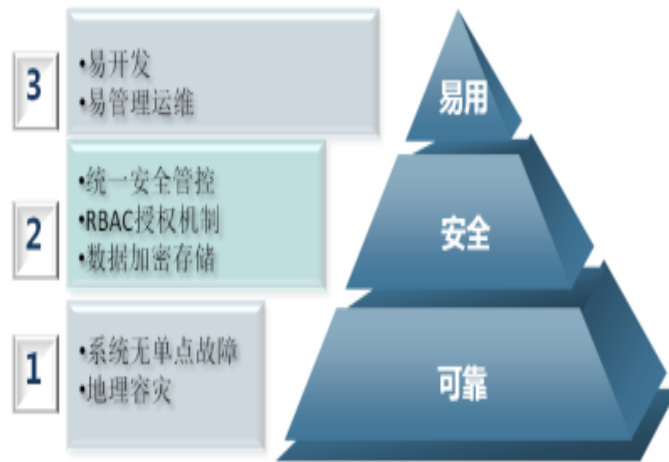 3
•易开发
•易管理运维
易用
2
•统一安全管控
•RBAC授权机制
•数据加密存储
安全
1
•系统无单点故障
•地理容灾
可靠